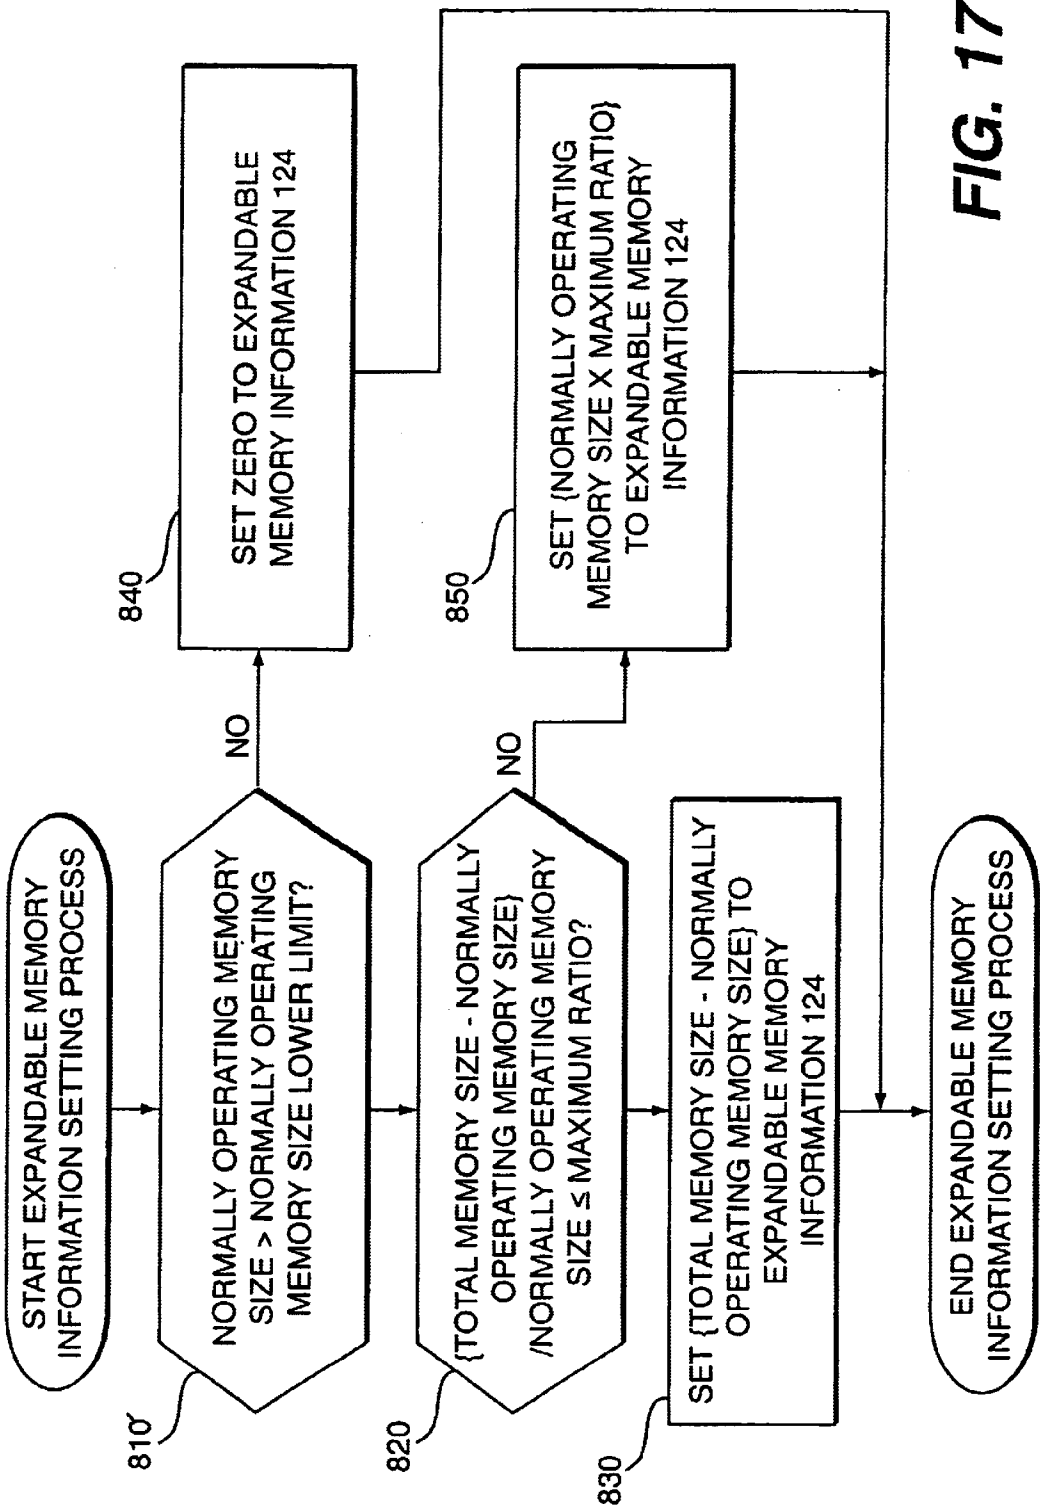 START EXPANDABLE MEMORY
INFORMATION SETTING PROCESS
810
NORMALLY OPERATING MEMORY
SIZE > NORMALLY OPERATING
MEMORY SIZE LOWER LIMIT?
NO
840
SET ZERO TO EXPANDABLE
MEMORY INFORMATION 124
820
{TOTAL MEMORY SIZE - NORMALLY
OPERATING MEMORY SIZE}
/NORMALLY OPERATING MEMORY
SIZE ≤ MAXIMUM RATIO?
NO
850
SET {NORMALLY OPERATING
MEMORY SIZE X MAXIMUM RATIO}
TO EXPANDABLE MEMORY
INFORMATION 124
830
SET {TOTAL MEMORY SIZE - NORMALLY
OPERATING MEMORY SIZE} TO
EXPANDABLE MEMORY
INFORMATION 124
END EXPANDABLE MEMORY
INFORMATION SETTING PROCESS
FIG. 17